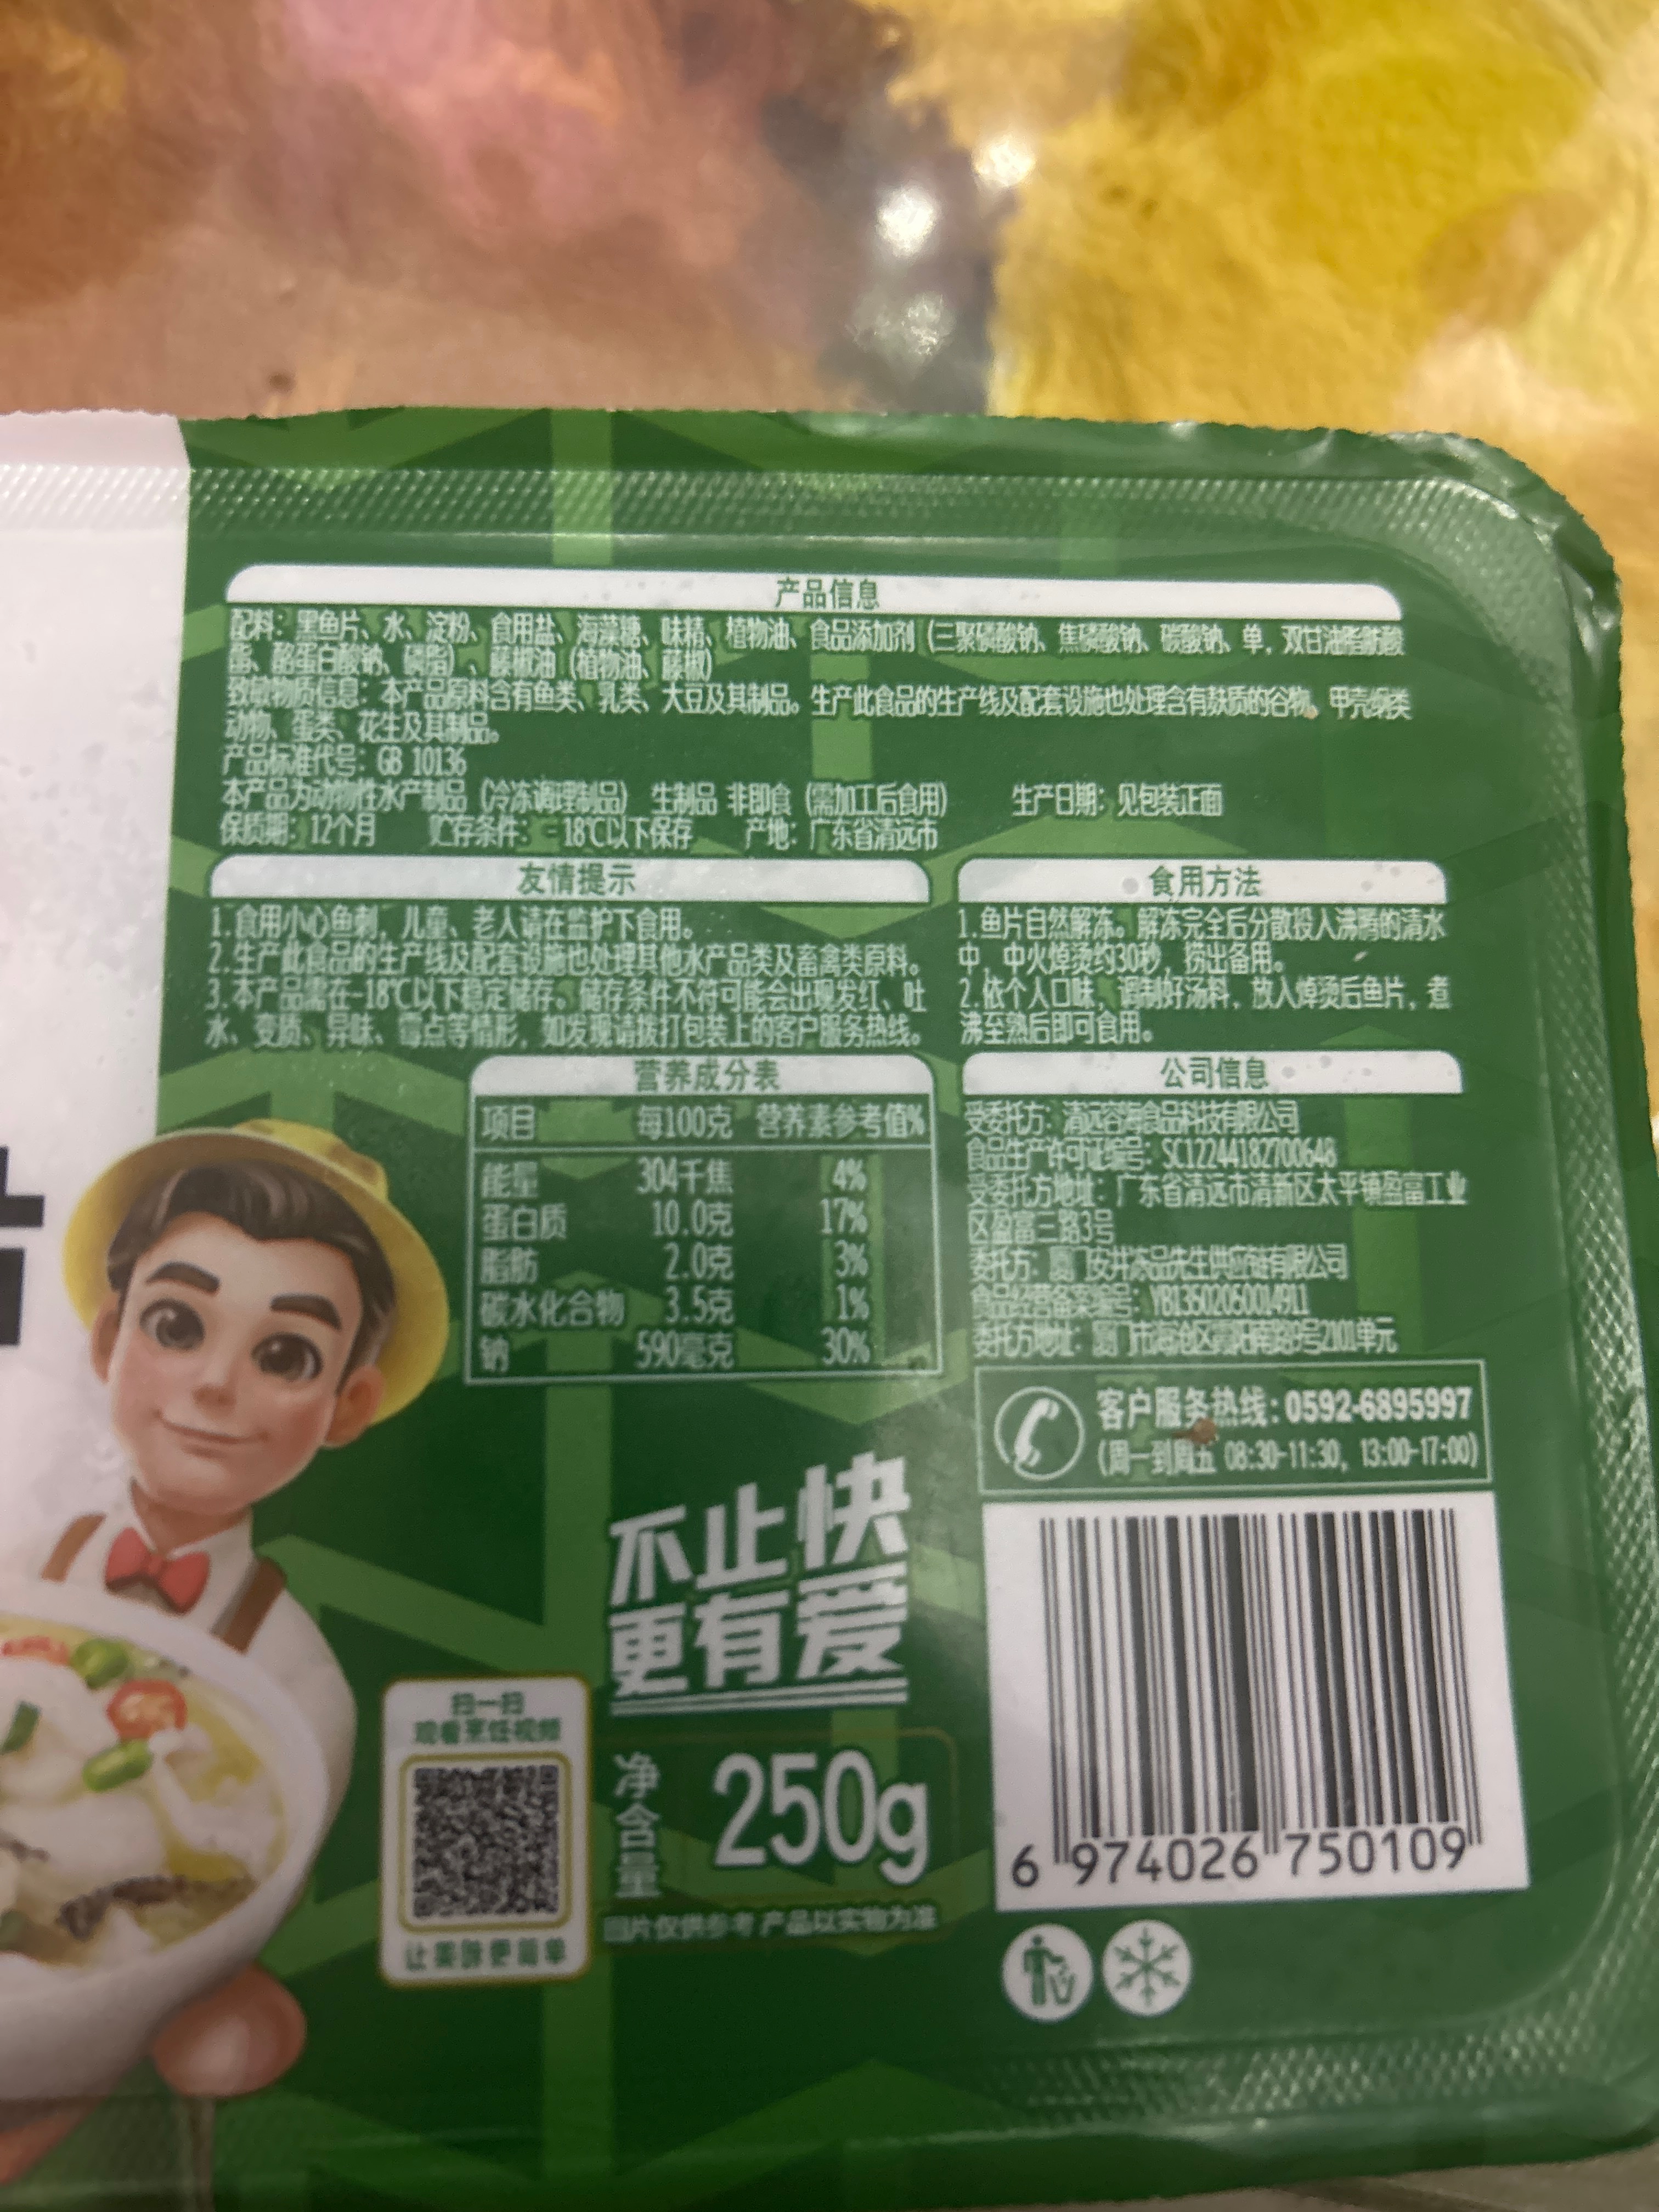 产品信息
配料：黑鱼片、水、淀粉、食用盐、海藻糖、味精、植物油、食品添加剂（三聚磷酸钠、焦磷酸钠、碳酸钠、单，双甘油脂肪酸
酯、酪蛋白酸钠、磷脂）、藤椒油（植物油、藤椒）
致敏物质信息：本产品原料含有鱼类、乳类、大豆及其制品。生产此食品的生产线及配套设施也处理含有麸质的谷物、甲壳纲类
动物、蛋类、花生及其制品。
产品标准代号：GB 10136
本产品为动物性水产制品（冷冻调理制品） 生制品 非即食（需加工后食用） 生产日期：见包装正面
保质期：12个月 贮存条件：-18℃以下保存 产地：广东省清远市
友情提示
1.食用小心鱼刺，儿童、老人请在监护下食用。
2.生产此食品的生产线及配套设施也处理其他水产品类及畜禽类原料。
3.本产品需在-18℃以下稳定储存。储存条件不符可能会出现发红、吐
水、变质、异味、霉点等情形，如发现请拨打包装上的客户服务热线。
食用方法
1.鱼片自然解冻。解冻完全后分散投入沸腾的清水
中，中火焯烫约30秒，捞出备用。
2.依个人口味，调制好汤料，放入焯烫后鱼片，煮
沸至熟后即可食用。
营养成分表
项目 每100克 营养素参考值%
能量 304千焦 4%
蛋白质 10.0克 17%
脂肪 2.0克 3%
碳水化合物 3.5克 1%
钠 590毫克 30%
公司信息
受委托方：清远容海食品科技有限公司
食品生产许可证编号：SC12244182700648
受委托方地址：广东省清远市清新区太平镇盈富工业
区盈富三路3号
委托方：厦门安井冻品先生供应链有限公司
食品经营备案编号：YB13502050014911
委托方地址：厦门市海沧区南路9号2101单元
客户服务热线：0592-6895997
（周一到周五 08:30-11:30，13:00-17:00）
不止快
更有爱
扫一扫
观看烹饪视频
让美味更简单
净含量 250g
图片仅供参考 产品以实物为准
6 974026 750109